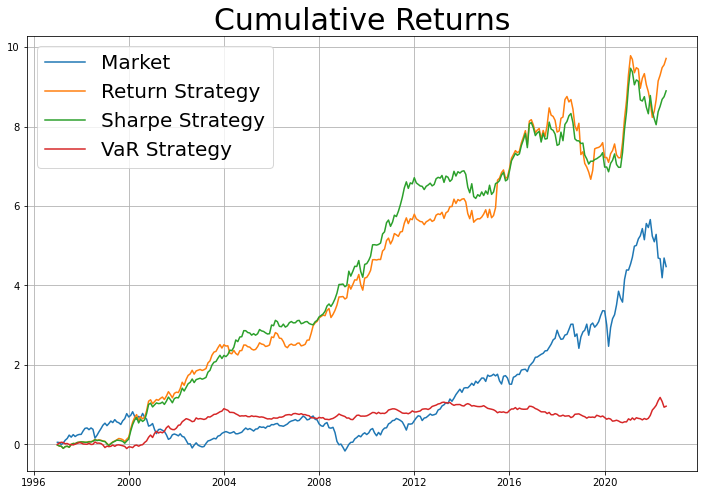 Cumulative Returns
10
Market
Return Strategy
Sharpe Strategy
VaR Strategy
8
6
4
2
0
1996 2000 2004 2008 2012 2016 2020